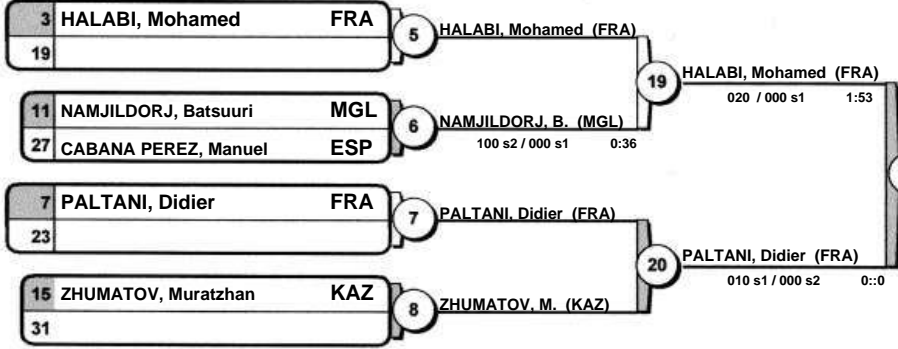 3 HALABI, Mohamed FRA
19
5
HALABI, Mohamed (FRA)
11 NAMJILDORJ, Batsuuri MGL
27 CABANA PEREZ, Manuel ESP
6
NAMJILDORJ, B. (MGL)
100 s2 / 000 s1 0:36
19
HALABI, Mohamed (FRA)
020 / 000 s1 1:53
7 PALTANI, Didier FRA
23
7
PALTANI, Didier (FRA)
15 ZHUMATOV, Muratzhan KAZ
31
8
ZHUMATOV, M. (KAZ)
20
PALTANI, Didier (FRA)
010 s1 / 000 s2 0::0